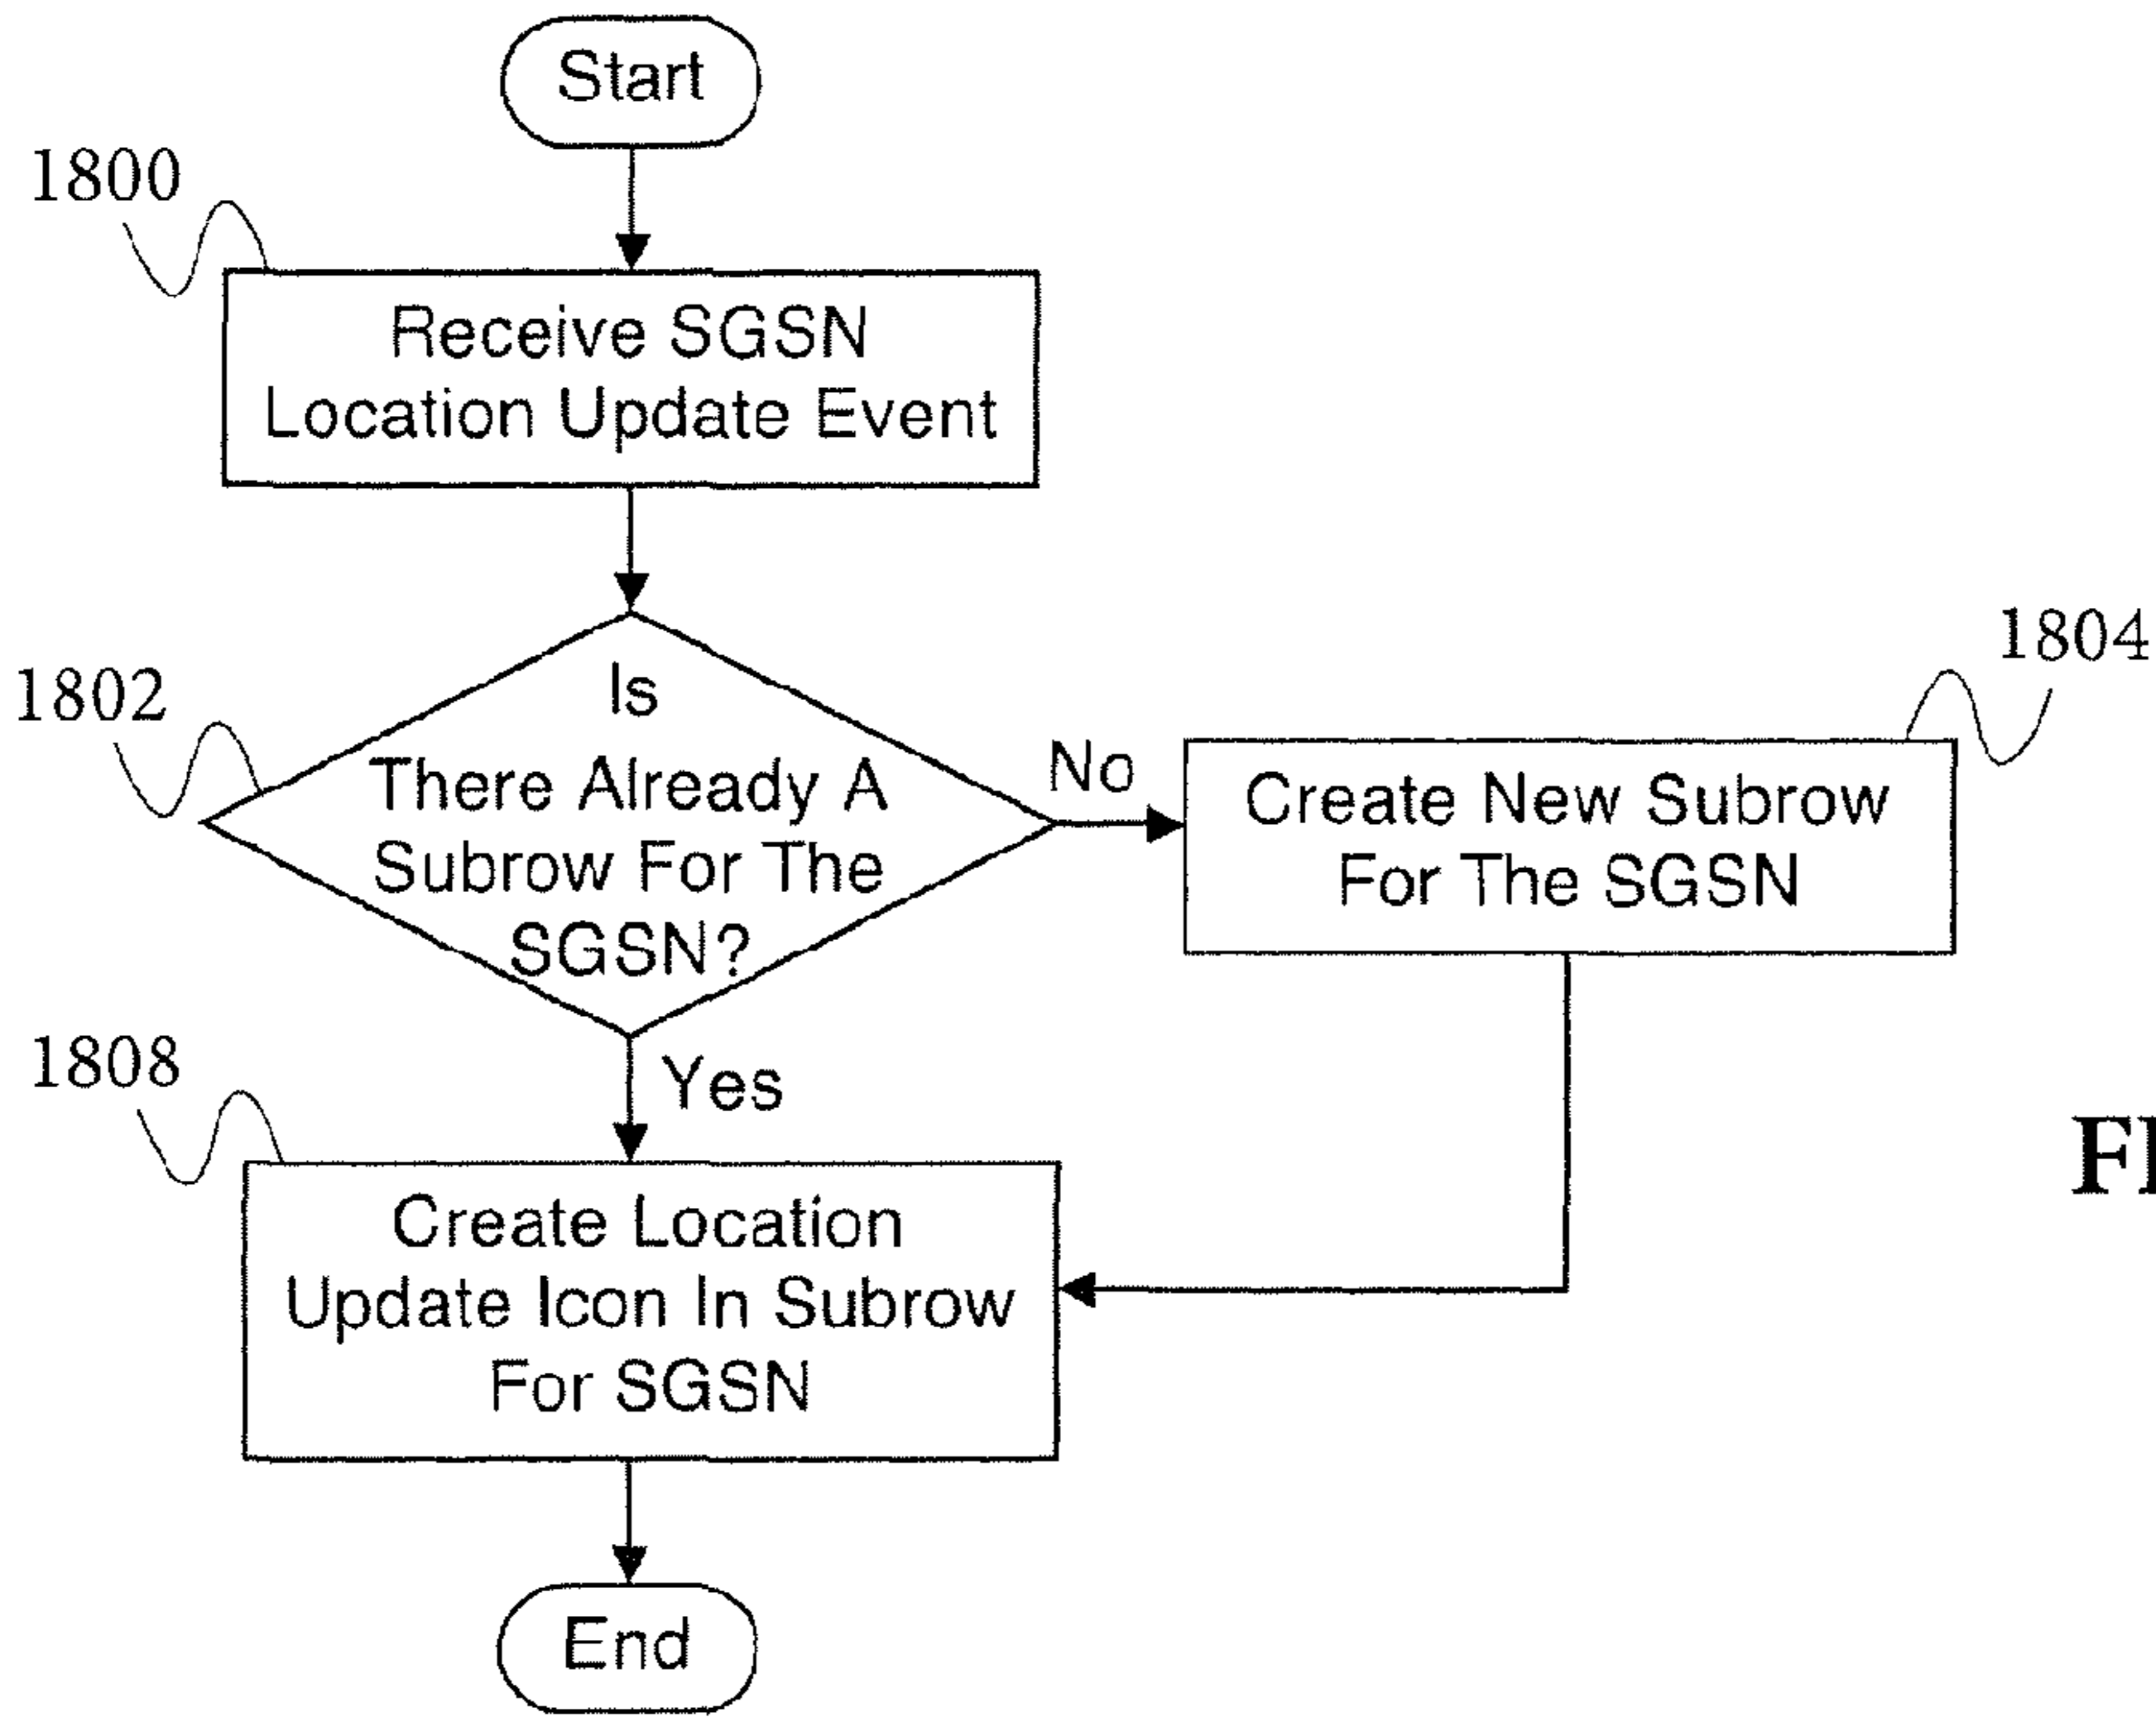 Start
1800
Receive SGSN
Location Update Event
1802
Is
There Already A
Subrow For The
SGSN?
No
1804
Create New Subrow
For The SGSN
Yes
1808
Create Location
Update Icon In Subrow
For SGSN
End